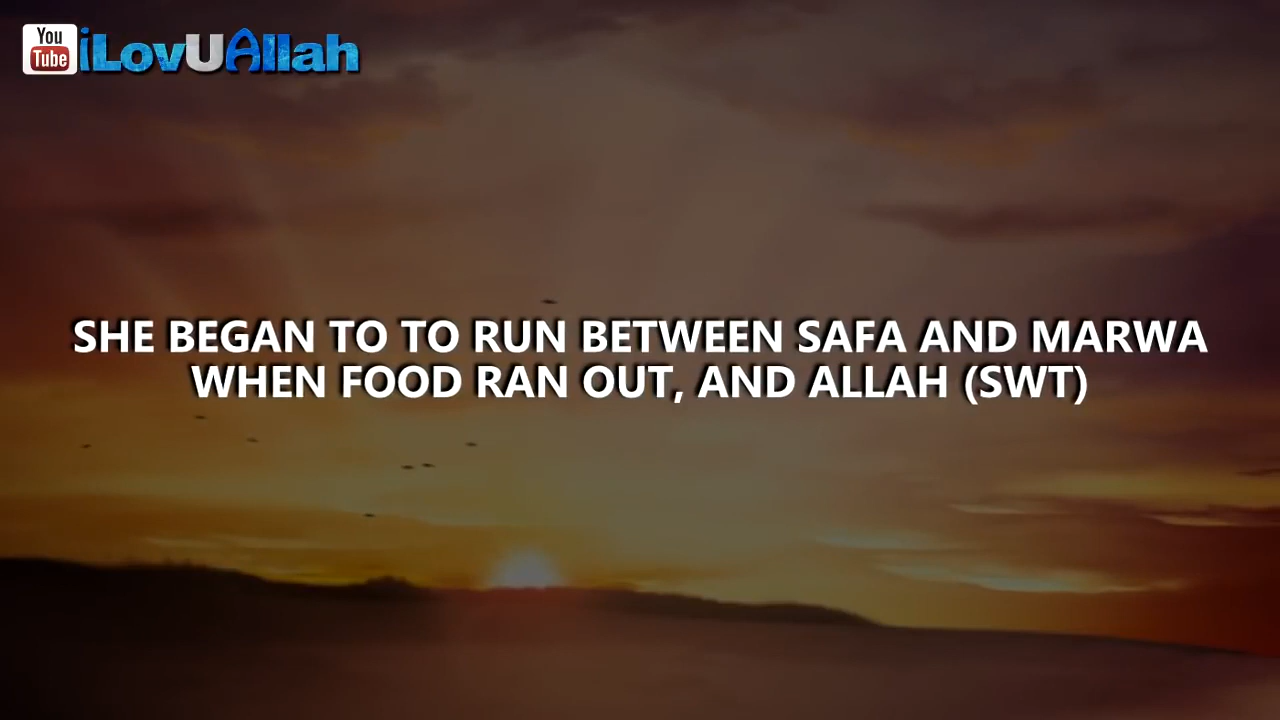 You
Tube
iLovUAllah
SHE BEGAN TO TO RUN BETWEEN SAFA AND MARWA
WHEN FOOD RAN OUT, AND ALLAH (SWT)